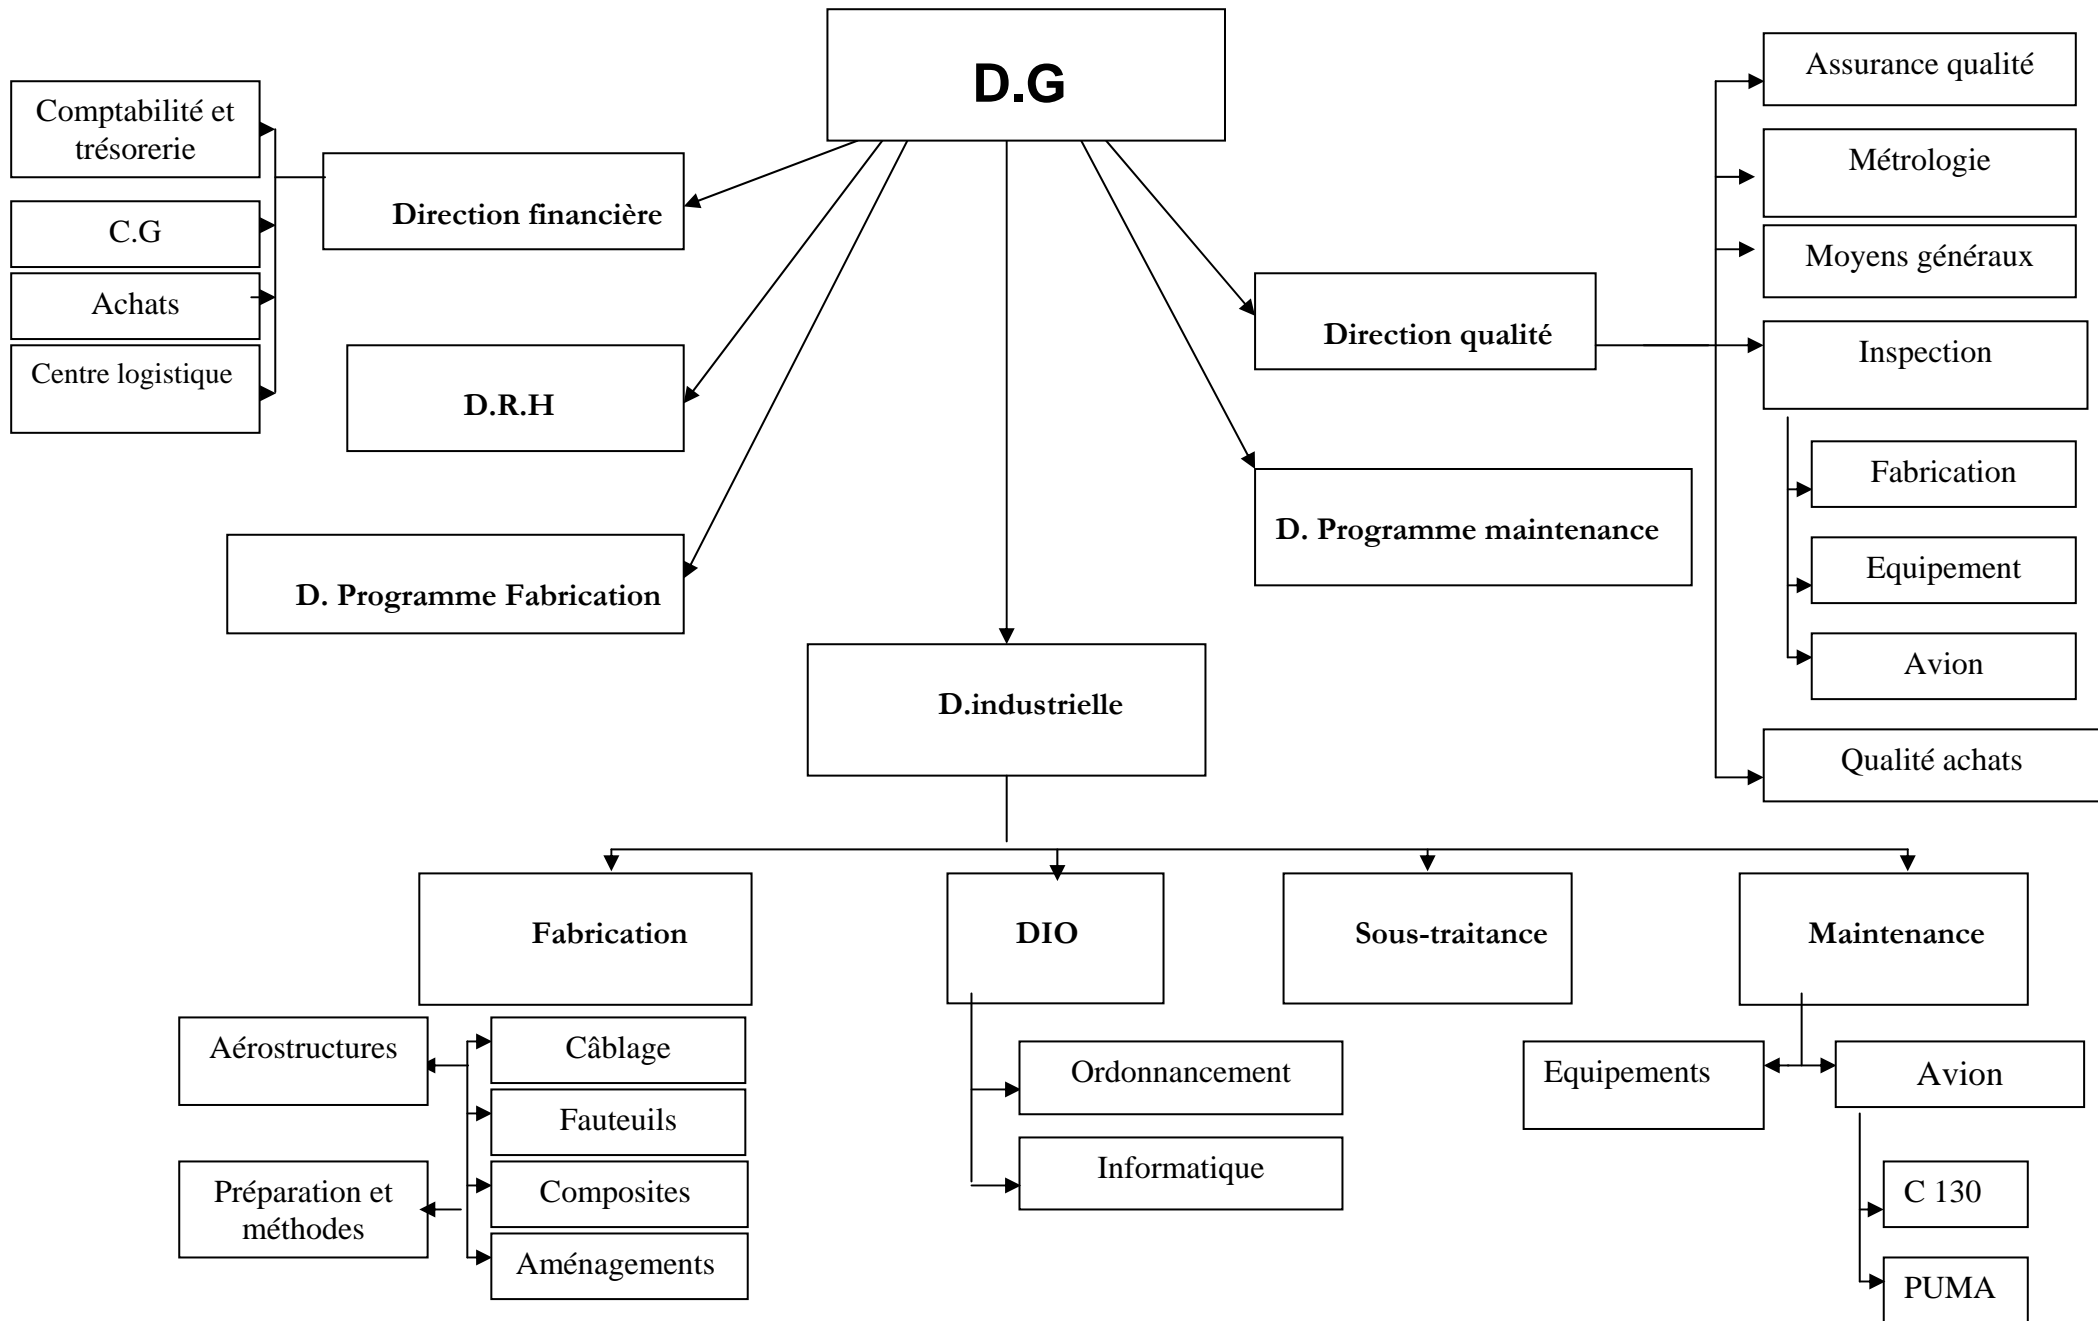 D.G
Comptabilité et
trésorerie
C.G
Achats
Centre logistique
Direction financière
D.R.H
D. Programme Fabrication
Direction qualité
D. Programme maintenance
Assurance qualité
Métrologie
Moyens généraux
Inspection
Fabrication
Equipement
Avion
Qualité achats
D.industrielle
Fabrication
DIO
Sous-traitance
Maintenance
Aérostructures
Préparation et
méthodes
Câblage
Fauteuils
Composites
Aménagements
Ordonnancement
Informatique
Equipements
Avion
C 130
PUMA